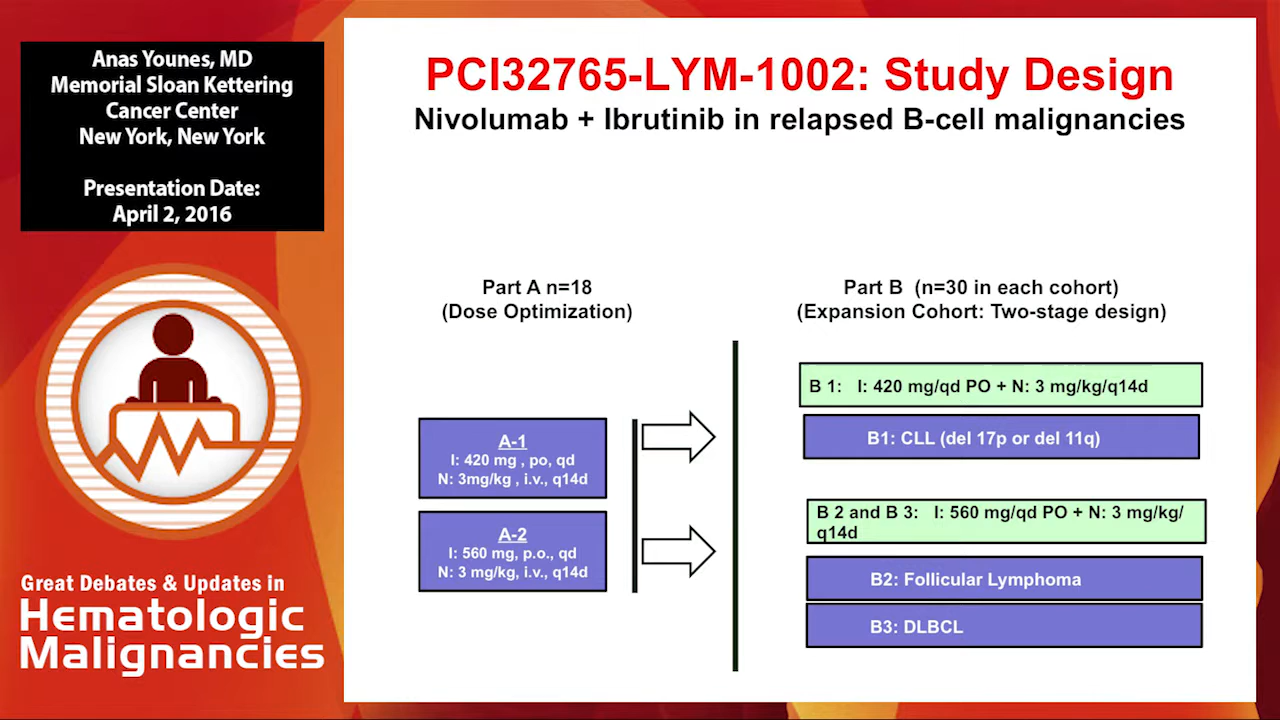 Anas Younes, MD
Memorial Sloan Kettering
Cancer Center
New York, New York
Presentation Date:
April 2, 2016
Great Debates & Updates in
Hematologic
Malignancies
PCI32765-LYM-1002: Study Design
Nivolumab + Ibrutinib in relapsed B-cell malignancies
Part A n=18
(Dose Optimization)
A-1
I: 420 mg , po, qd
N: 3mg/kg , i.v., q14d
A-2
I: 560 mg, p.o., qd
N: 3 mg/kg, i.v., q14d
Part B (n=30 in each cohort)
(Expansion Cohort: Two-stage design)
B 1: I: 420 mg/qd PO + N: 3 mg/kg/q14d
B1: CLL (del 17p or del 11q)
B 2 and B 3: I: 560 mg/qd PO + N: 3 mg/kg/
q14d
B2: Follicular Lymphoma
B3: DLBCL